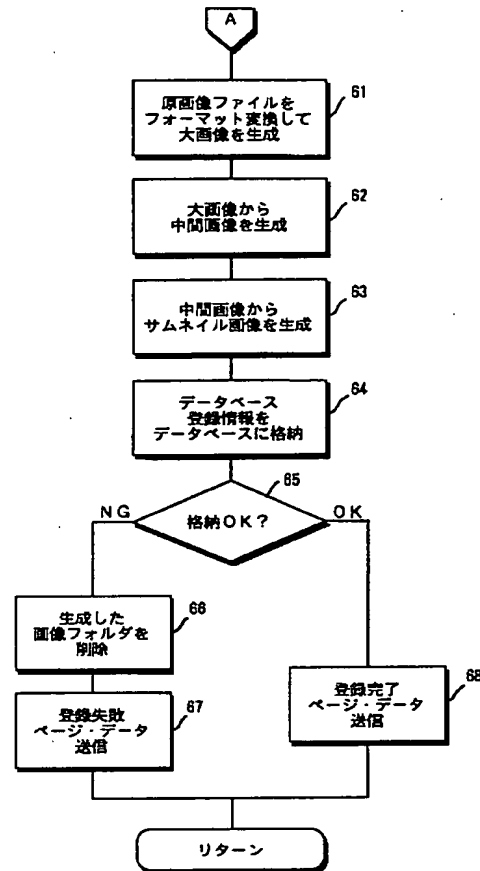 A
61
原画像ファイルを
フォーマット変換して
大画像を生成
62
大画像から
中間画像を生成
63
中間画像から
サムネイル画像を生成
64
データベース
登録情報を
データベースに格納
65
格納OK?
NG
OK
66
生成した
画像フォルダを
削除
67
登録失敗
ページ・データ
送信
68
登録完了
ページ・データ
送信
リターン